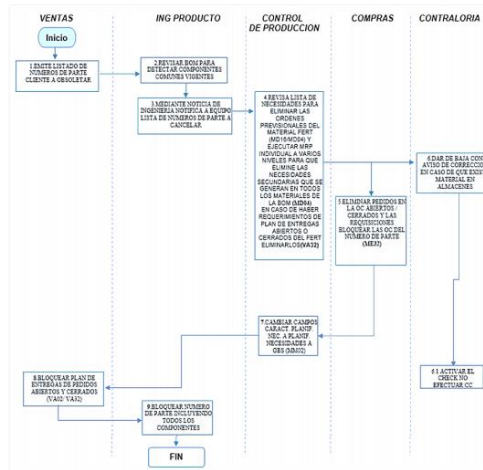 VENTAS
ING PRODUCTO
CONTROL
DE PRODUCCION
COMPRAS
CONTRALORIA
Inicio
1.EMITE LISTADO DE
NUMEROS DE PARTE
CLIENTE A OBSOLETAR
2.REVISAR BOM PARA
DETECTAR COMPONENTES
COMUNES VIGENTES
3.MEDIANTE NOTICIA DE
INGENIERIA NOTIFICA A EQUIPO
LISTA DE NUMEROS DE PARTE A
CANCELAR
4.REVISA LISTA DE
NECESIDADES PARA
ELIMINAR LAS
ORDENES
PREVISIONALES DEL
MATERIAL FERT
(MD16/MD04) Y
EJECUTAR MRP
INDIVIDUAL A VARIOS
NIVELES PARA QUE
ELIMINE LAS
NECESIDADES
SECUNDARIAS QUE SE
GENERAN EN TODOS
LOS MATERIALES DE
LA BOM (MD04)
EN CASO DE HABER
REQUERIMIENTOS DE
PLAN DE ENTREGAS
ABIERTOS O
CERRADOS DEL FERT
ELIMINARLOS(VA32)
5.ELIMINAR PEDIDOS EN
LA OC ABIERTOS /
CERRADOS Y LAS
REQUISICIONES
BLOQUEAR LAS OC DEL
NUMERO DE PARTE
(ME32)
6.DAR DE BAJA CON
AVISO DE CORRECCION
EN CASO DE QUE EXIST
MATERIAL EN
ALMACENES
7.CAMBIAR CAMPOS
CARACT. PLANIF.
NEC. A PLANIF.
NECESIDADES A
(MM02)
6.1 ACTIVAR EL
CHECK NO
EFECTUAR CC
8.BLOQUEAR PLAN DE
ENTREGAS DE PEDIDOS
ABIERTOS Y CERRADOS
(VA02/ VA32)
9.BLOQUEAR NUMERO
DE PARTE INCLUYENDO
TODOS LOS
COMPONENTES
FIN